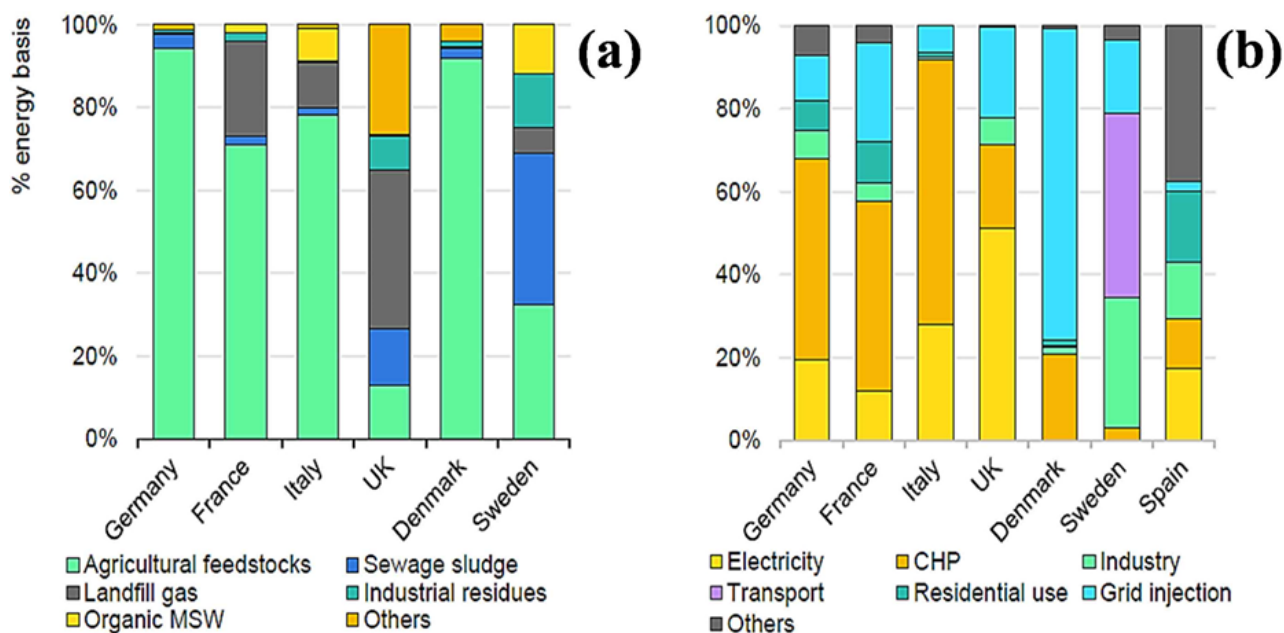 % energy basis
100%
80%
60%
40%
20%
0%
(a)
Germany
France
Italy
UK
Denmark
Sweden
Agricultural feedstocks
Sewage sludge
Landfill gas
Industrial residues
Organic MSW
Others
100%
80%
60%
40%
20%
0%
(b)
Germany
France
Italy
UK
Denmark
Sweden
Spain
Electricity
CHP
Industry
Transport
Residential use
Grid injection
Others